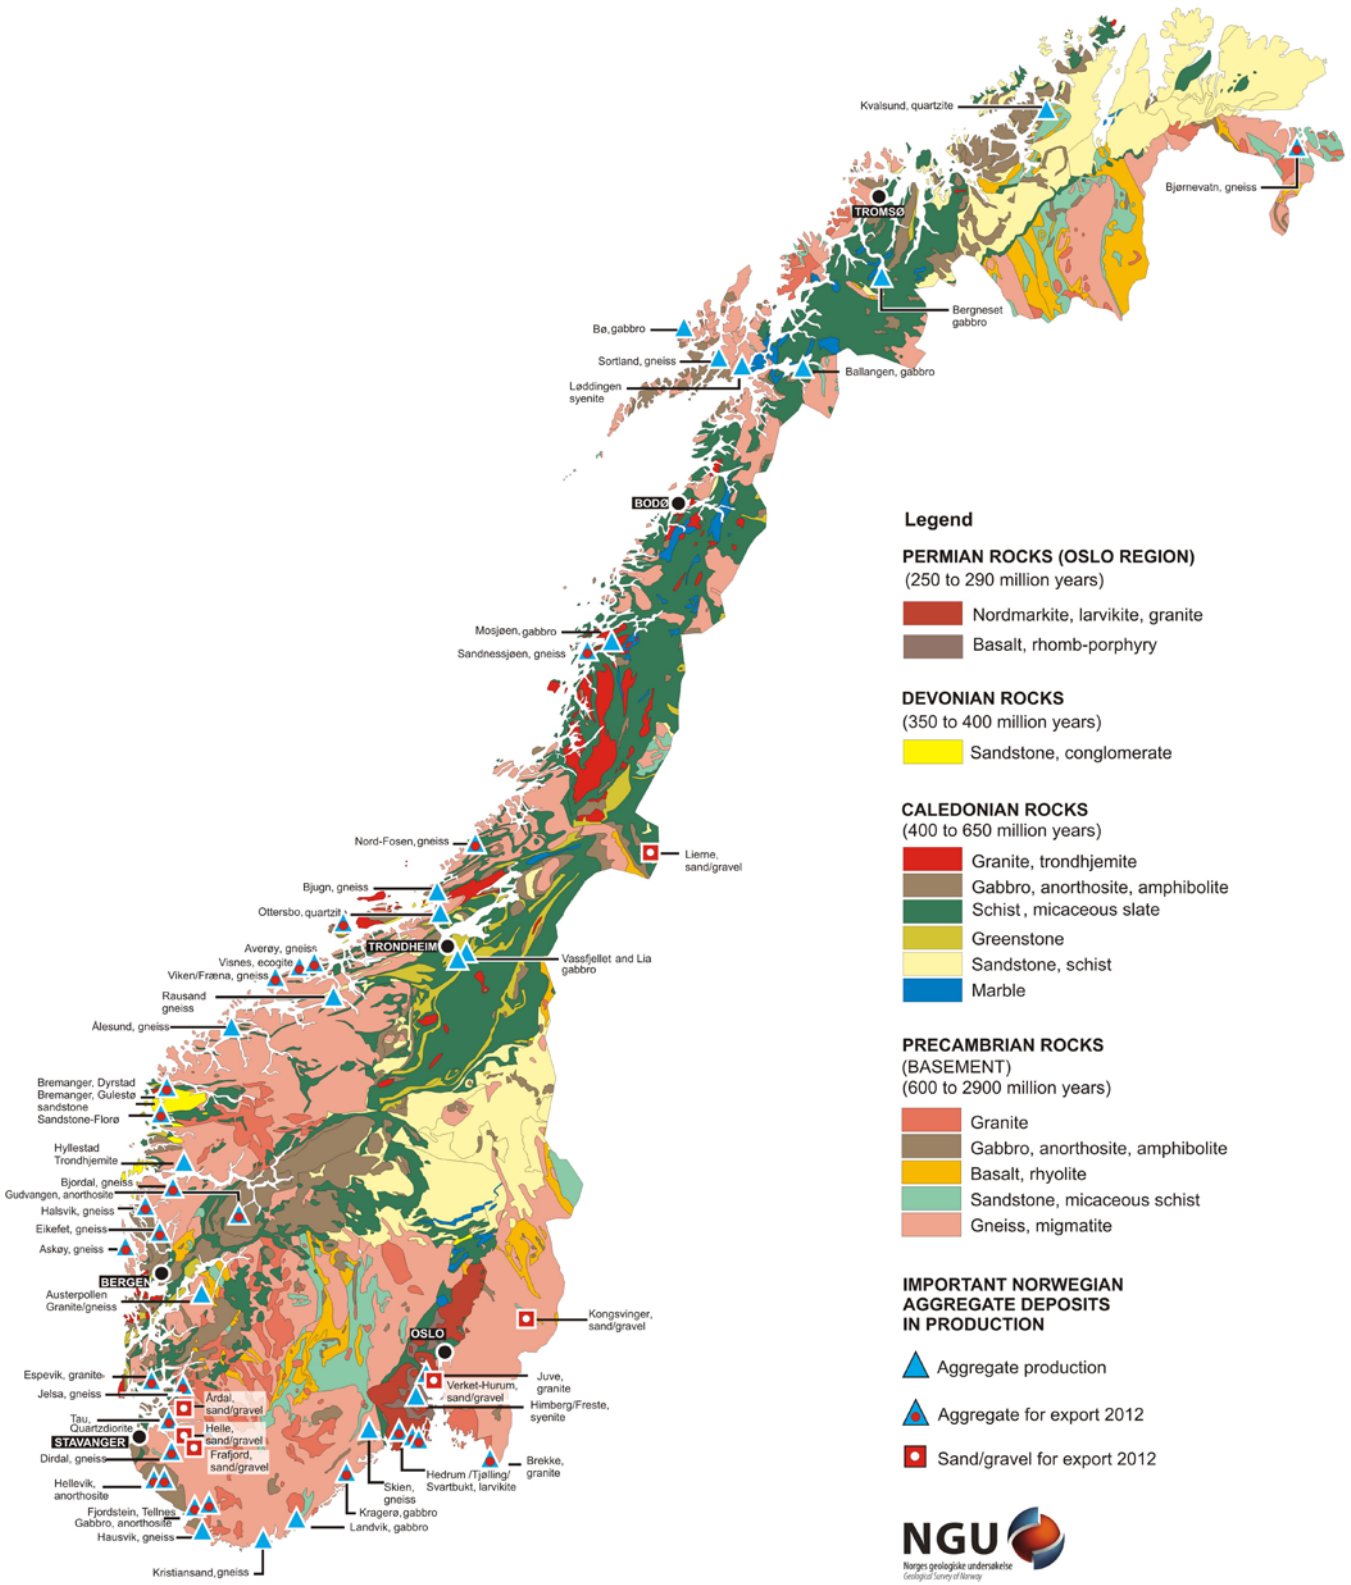 Kvalsund, quartzite
Bjørnevatn, gneiss
TROMSØ
Bergneset
gabbro
Bø, gabbro
Sortland, gneiss
Løddingen
syenite
Ballangen, gabbro
BODØ
Mosjøen, gabbro
Sandnessjøen, gneiss
Nord-Fosen, gneiss
Lierne,
sand/gravel
Bjugn, gneiss
Ottersbo, quartzit
TRONDHEIM
Averøy, gneiss
Visnes, ecogite
Viken/Fræna, gneiss
Vassfjellet and Lia
gabbro
Rausand
gneiss
Ålesund, gneiss
Bremanger, Dyrstad
Bremanger, Gulestø
sandstone
Sandstone-Florø
Hyllestad
Trondhjemite
Bjordal, gneiss
Gudvangen, anorthosite
Halsvik, gneiss
Eikefet, gneiss
Askøy, gneiss
BERGEN
Austerpollen
Granite/gneiss
Kongsvinger,
sand/gravel
OSLO
Espevik, granite
Jelsa, gneiss
Årdal,
sand/gravel
Tau,
Quartzdiorite
Helle,
sand/gravel
STAVANGER
Frafjord,
sand/gravel
Dirdal, gneiss
Hellevik,
anorthosite
Fjordstein, Tellnes
Gabbro, anorthosite
Hausvik, gneiss
Kristiansand, gneiss
Juve,
granite
Verket-Hurum,
sand/gravel
Himberg/Freste,
syenite
Brekke,
granite
Hedrum /Tjølling/
Svartbukt, larvikite
Skien,
gneiss
Kragerø, gabbro
Landvik, gabbro
Legend
PERMIAN ROCKS (OSLO REGION)
(250 to 290 million years)
Nordmarkite, larvikite, granite
Basalt, rhomb-porphyry
DEVONIAN ROCKS
(350 to 400 million years)
Sandstone, conglomerate
CALEDONIAN ROCKS
(400 to 650 million years)
Granite, trondhjemite
Gabbro, anorthosite, amphibolite
Schist , micaceous slate
Greenstone
Sandstone, schist
Marble
PRECAMBRIAN ROCKS
(BASEMENT)
(600 to 2900 million years)
Granite
Gabbro, anorthosite, amphibolite
Basalt, rhyolite
Sandstone, micaceous schist
Gneiss, migmatite
IMPORTANT NORWEGIAN
AGGREGATE DEPOSITS
IN PRODUCTION
Aggregate production
Aggregate for export 2012
Sand/gravel for export 2012
NGU
Norges geologiske undersøkelse
Geological Survey of Norway